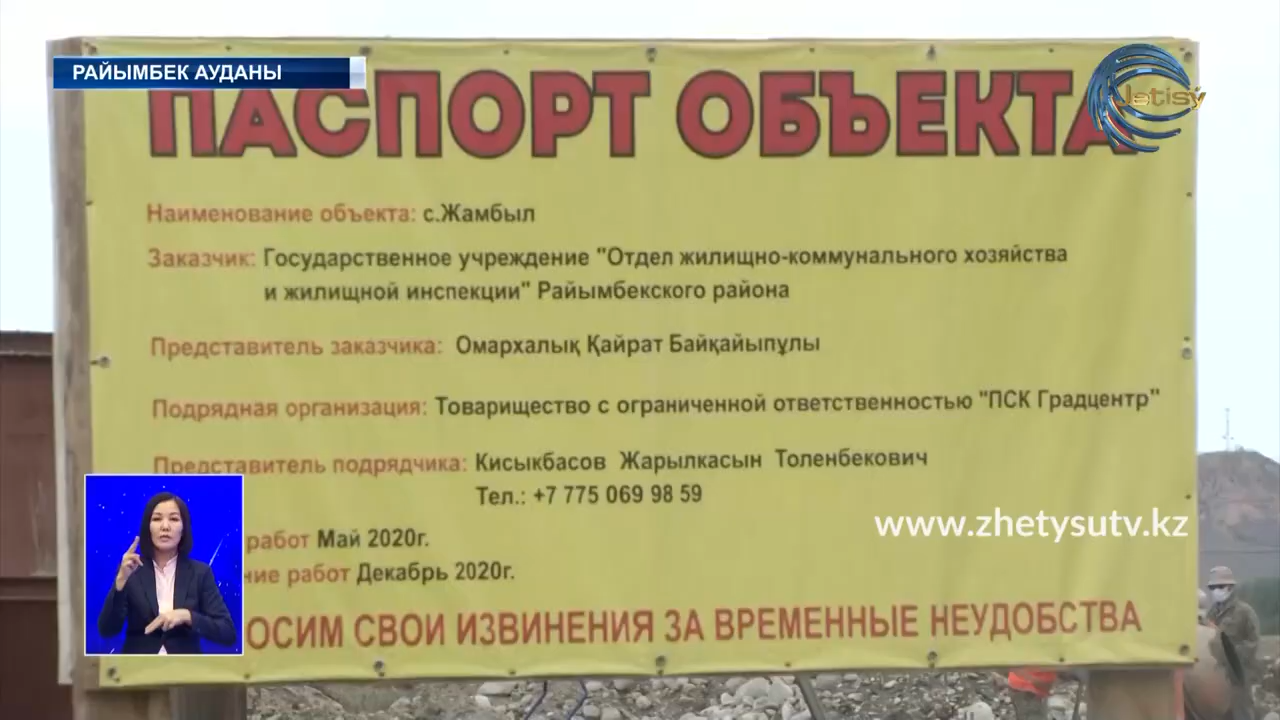 РАЙЫМБЕК АУДАНЫ
Jetisý
ПАСПОРТ ОБЪЕКТА
Наименование объекта: с.Жамбыл
Заказчик: Государственное учреждение "Отдел жилищно-коммунального хозяйства
и жилищной инспекции" Райымбекского района
Представитель заказчика: Омархалық Қайрат Байқайыпұлы
Подрядная организация: Товарищество с ограниченной ответственностью "ПСК Градцентр"
Представитель подрядчика: Кисыкбасов Жарылкасын Толенбекович
Тел.: +7 775 069 98 59
www.zhetysutv.kz
работ Май 2020г.
ние работ Декабрь 2020г.
ОСИМ СВОИ ИЗВИНЕНИЯ ЗА ВРЕМЕННЫЕ НЕУДОБСТВА